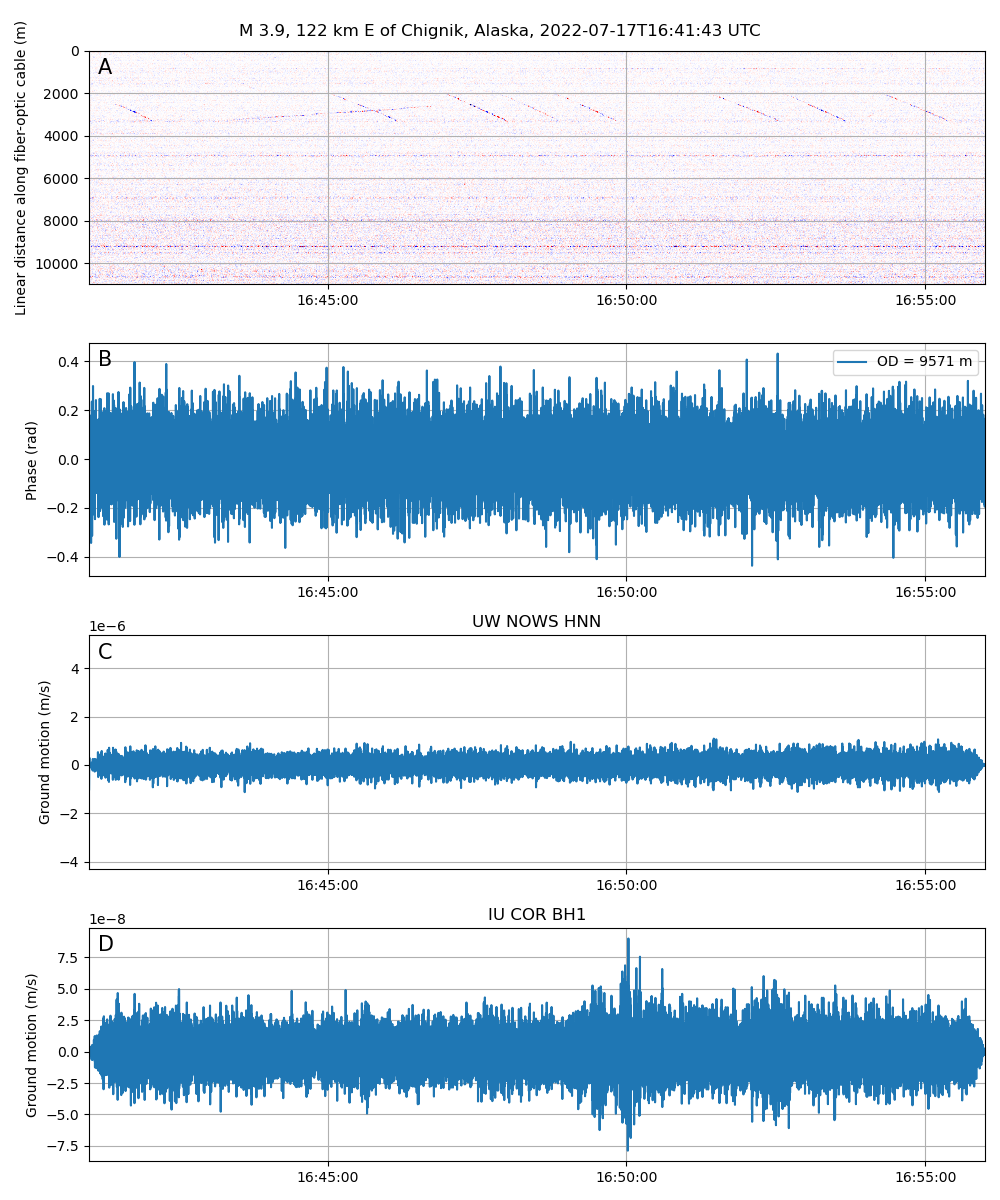 M 3.9, 122 km E of Chignik, Alaska, 2022-07-17T16:41:43 UTC
A
Linear distance along fiber-optic cable (m)
0
2000
4000
6000
8000
10000
16:45:00 16:50:00 16:55:00
B
OD = 9571 m
Phase (rad)
0.4
0.2
0.0
−0.2
−0.4
16:45:00 16:50:00 16:55:00
UW NOWS HNN
1e−6
C
Ground motion (m/s)
4
2
0
−2
−4
16:45:00 16:50:00 16:55:00
IU COR BH1
1e−8
D
Ground motion (m/s)
7.5
5.0
2.5
0.0
−2.5
−5.0
−7.5
16:45:00 16:50:00 16:55:00